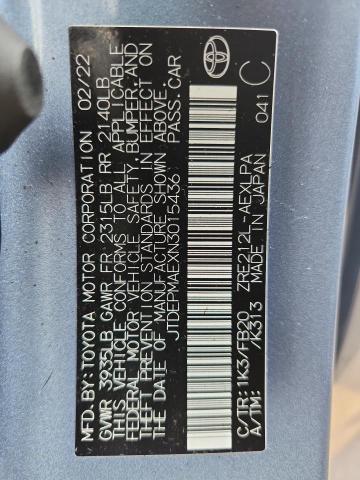 MFD.BY:TOYOTA MOTOR CORPORATION 02/22
GVWR 3935LB GAWR FR 2315LB RR 2140LB
THIS VEHICLE CONFORMS TO ALL APPLICABLE
FEDERAL MOTOR VEHICLE SAFETY, BUMPER, AND
THEFT PREVENTION STANDARDS IN EFFECT ON
THE DATE OF MANUFACTURE SHOWN ABOVE.
JTDEPMAEXN3015436 PASS.CAR
C/TR: 1K3/FB20 ZRE212L-AEXLPA
A/TM: /K313 MADE IN JAPAN
041 C
TOYOTA